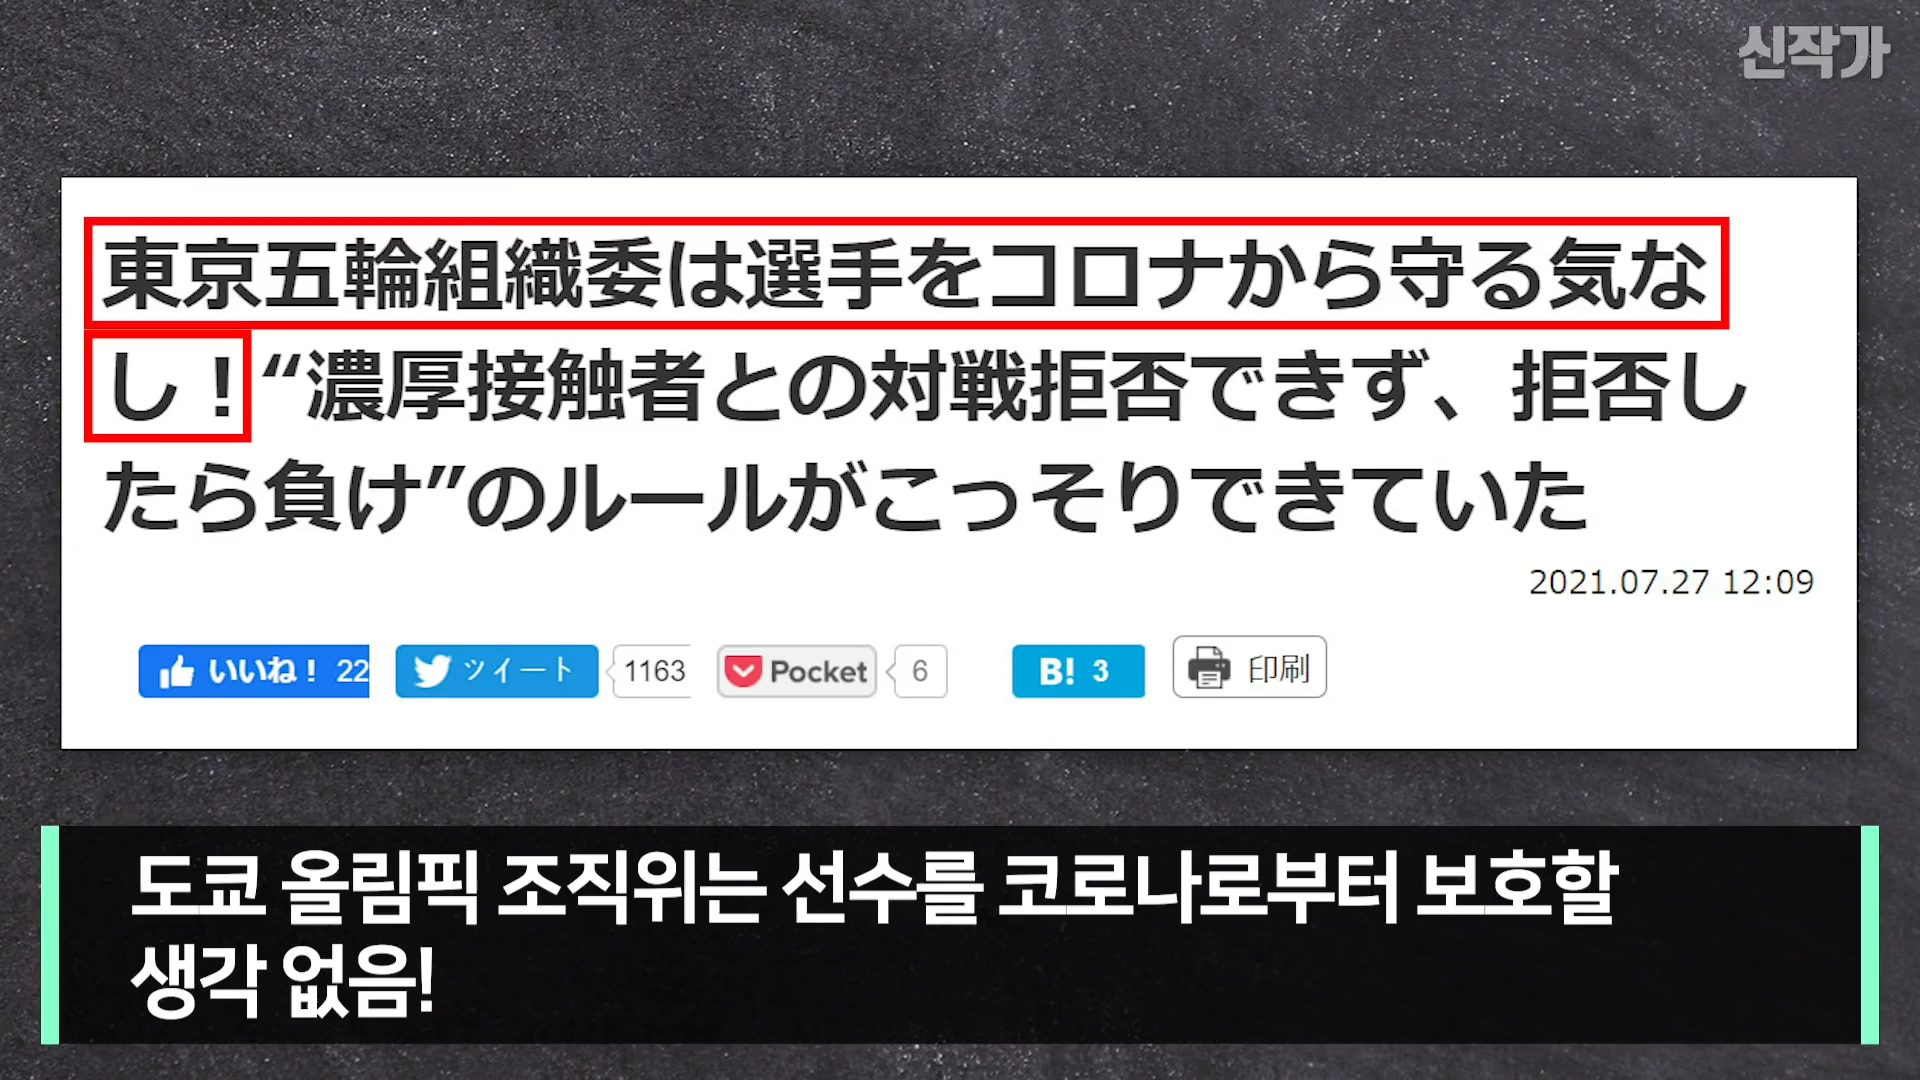 신작가
東京五輪組織委は選手をコロナから守る気な
し！“濃厚接触者との対戦拒否できず、拒否し
たら負け”のルールがこっそりできていた
2021.07.27 12:09
いいね！ 22
ツイート 1163
Pocket 6
B! 3
印刷
도쿄 올림픽 조직위는 선수를 코로나로부터 보호할
생각 없음!